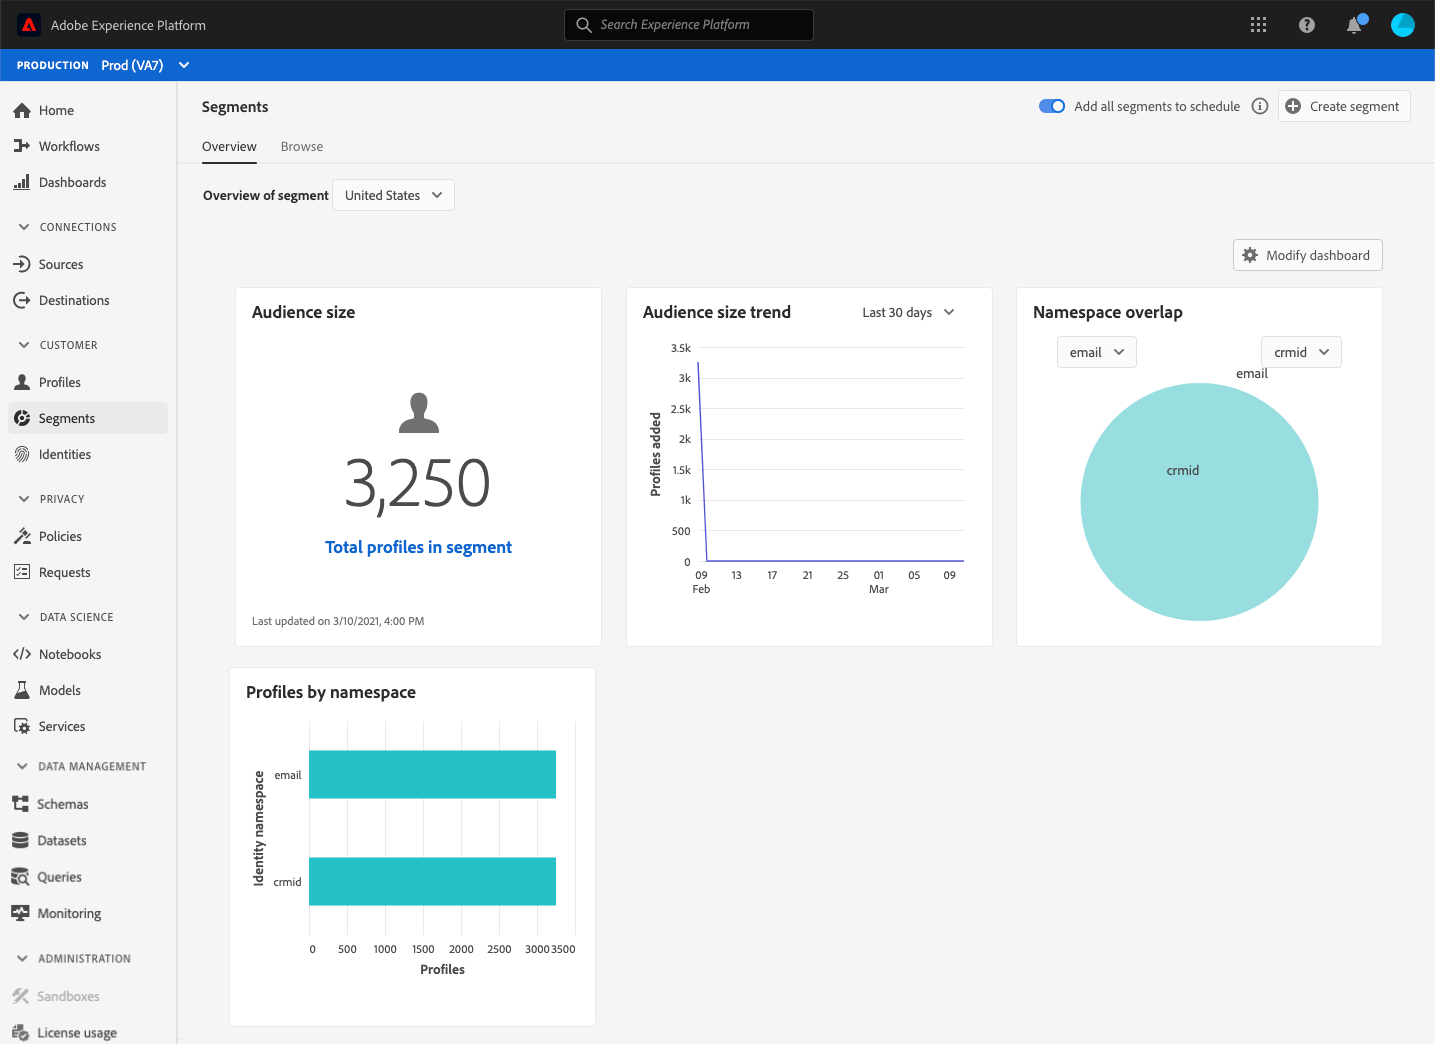 Adobe Experience Platform
Search Experience Platform
PRODUCTION Prod (VA7)
Home
Workflows
Dashboards
CONNECTIONS
Sources
Destinations
CUSTOMER
Profiles
Segments
Identities
PRIVACY
Policies
Requests
DATA SCIENCE
Notebooks
Models
Services
DATA MANAGEMENT
Schemas
Datasets
Queries
Monitoring
ADMINISTRATION
Sandboxes
License usage
Segments
Add all segments to schedule
Create segment
Overview Browse
Overview of segment United States
Modify dashboard
Audience size
3,250
Total profiles in segment
Last updated on 3/10/2021, 4:00 PM
Audience size trend Last 30 days
Profiles added
3.5k
3k
2.5k
2k
1.5k
1k
500
0
09 13 17 21 25 01 05 09
Feb Mar
Namespace overlap
email crmid
email
crmid
Profiles by namespace
Identity namespace
email
crmid
0 500 1000 1500 2000 2500 3000 3500
Profiles